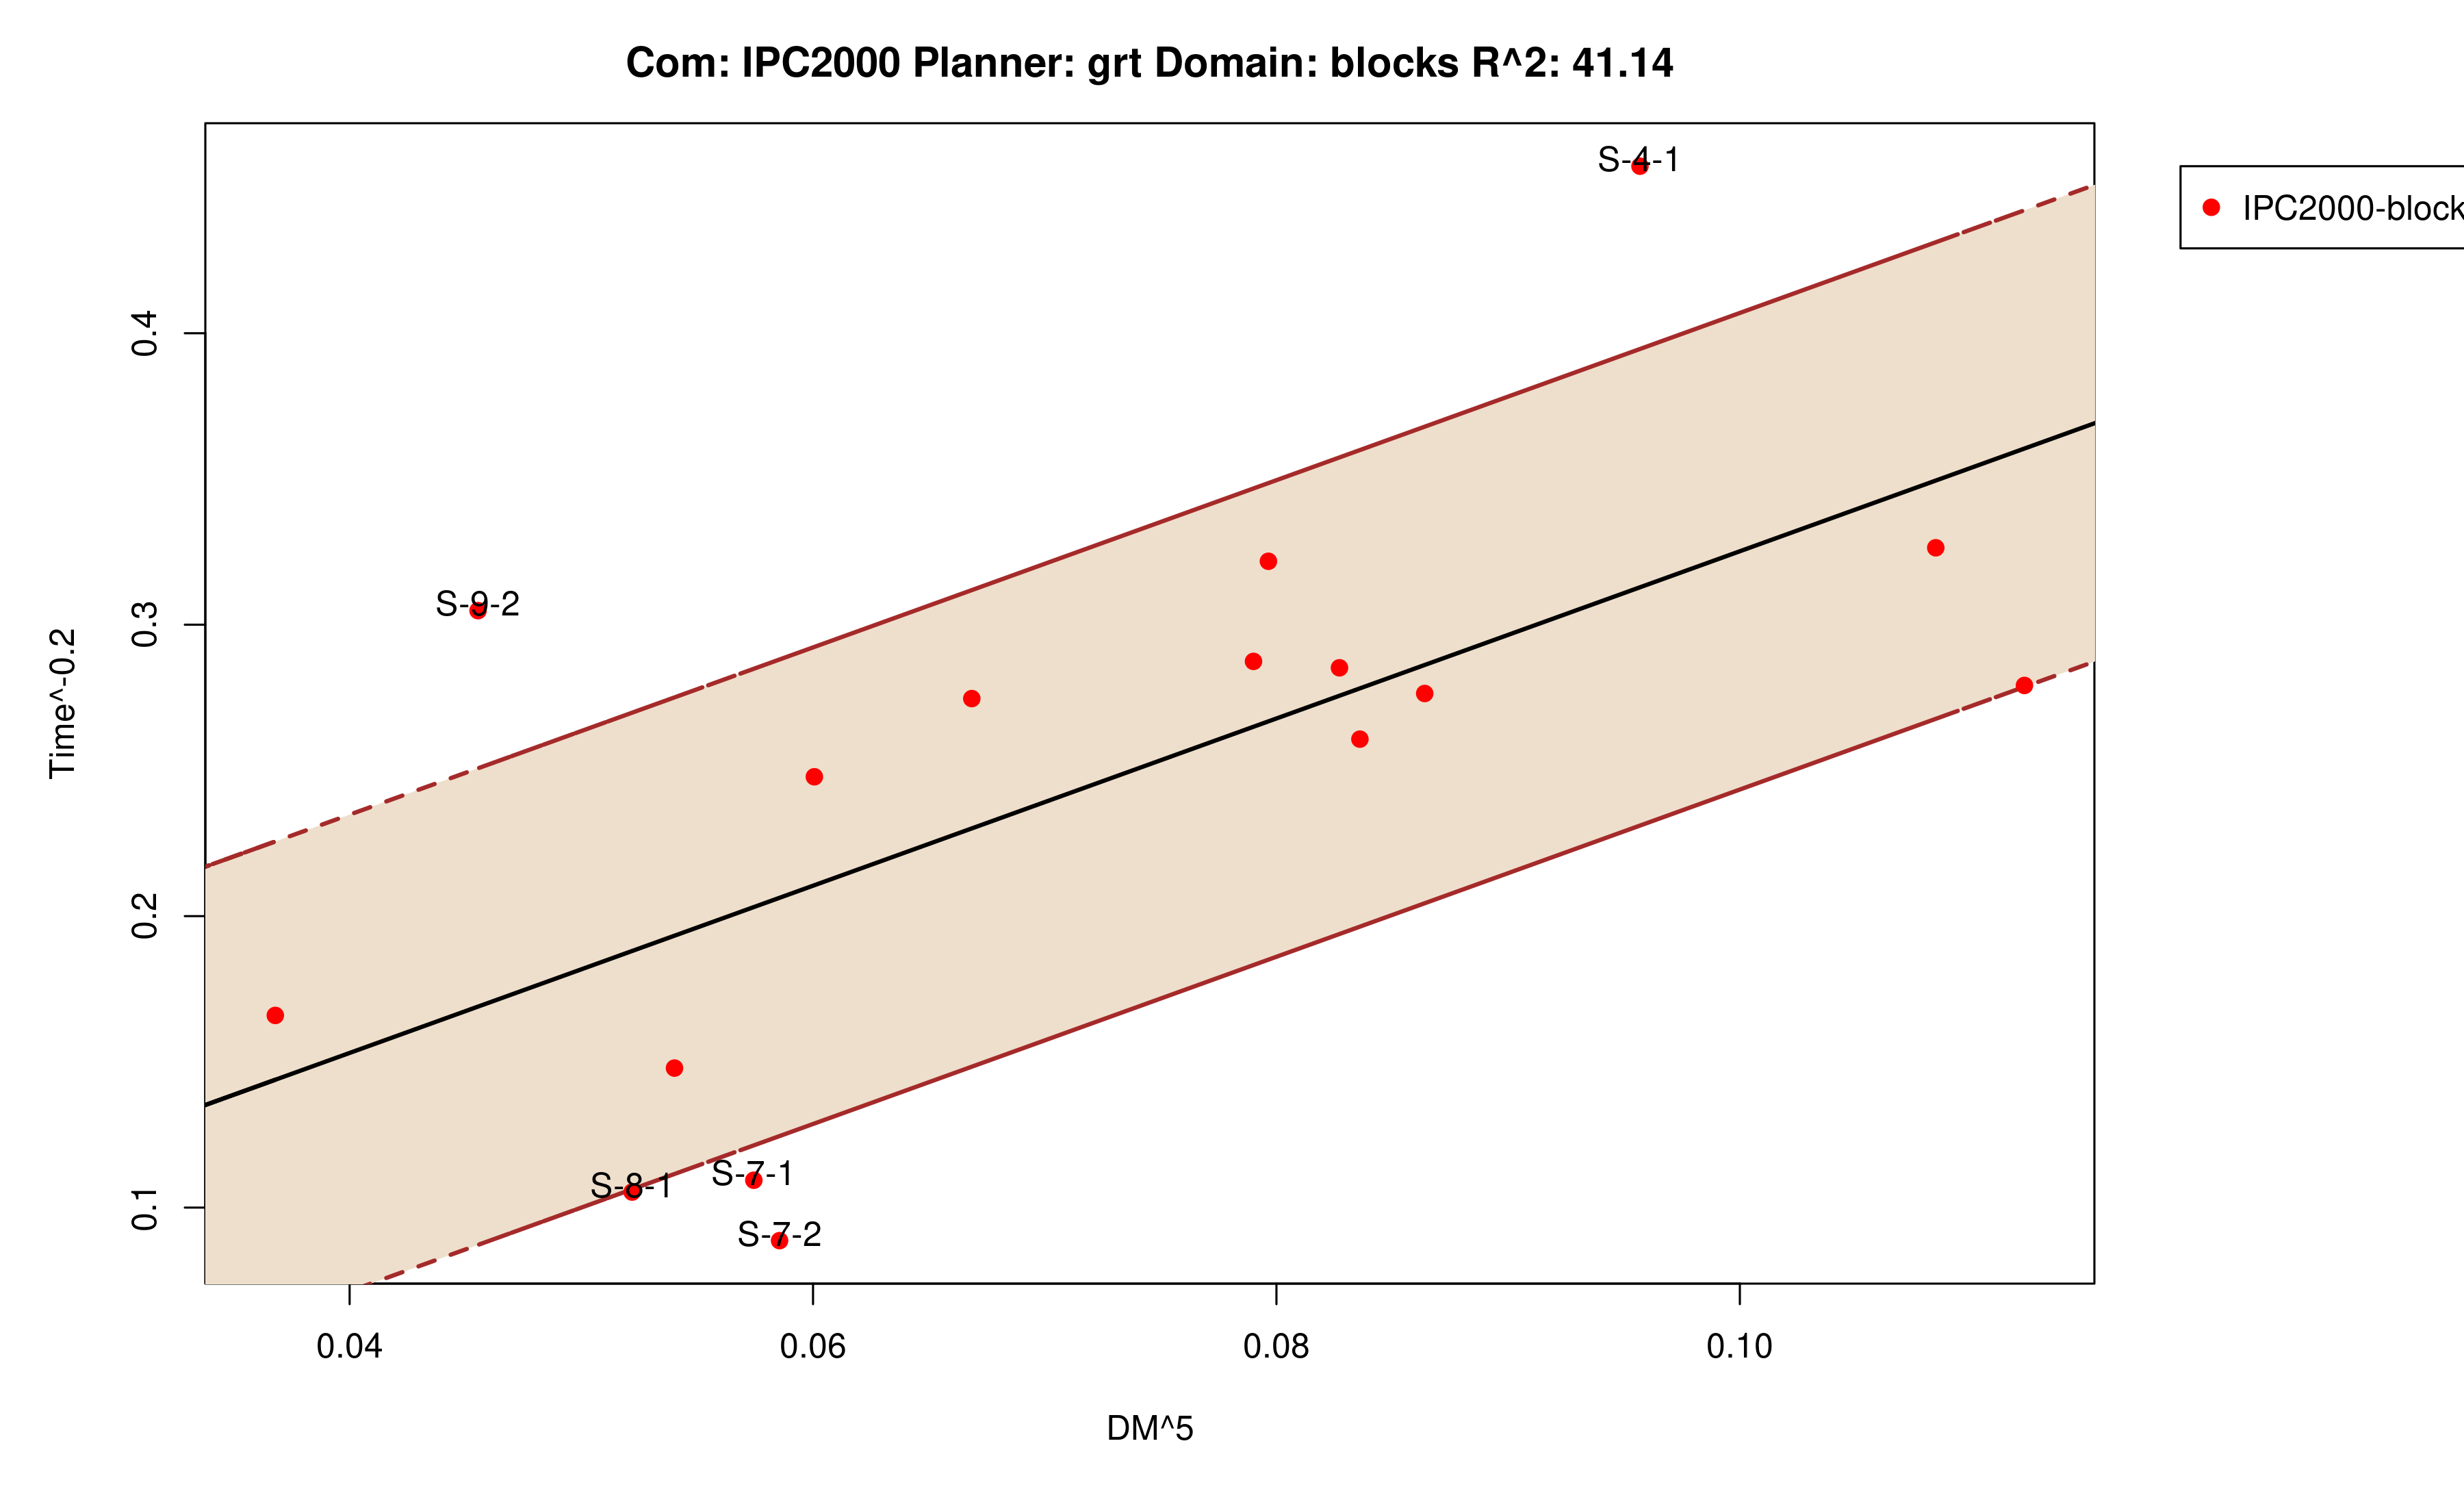 Com: IPC2000 Planner: grt Domain: blocks R^2: 41.14
S-4-1
IPC2000-block
0.4
S-9-2
0.3
Time^-0.2
0.2
S-7-1
S-8-1
0.1
S-7-2
0.04 0.06 0.08 0.10
DM^5